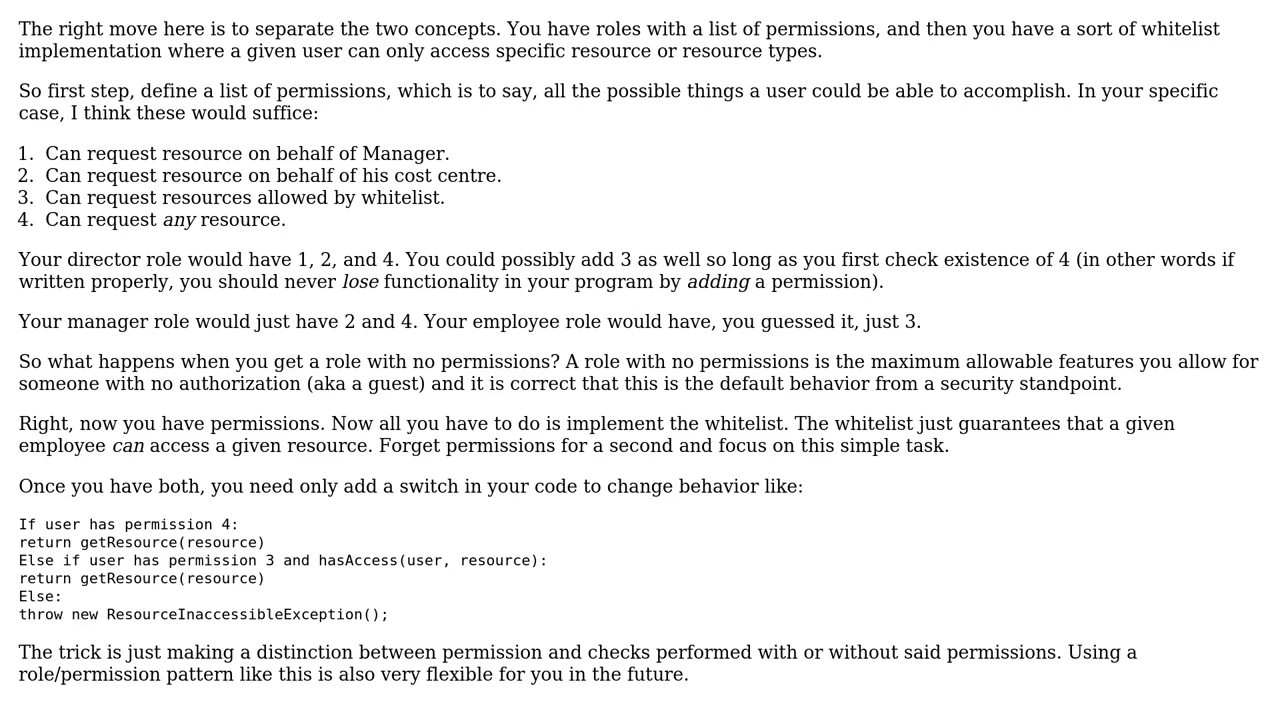 The right move here is to separate the two concepts. You have roles with a list of permissions, and then you have a sort of whitelist
implementation where a given user can only access specific resource or resource types.
So first step, define a list of permissions, which is to say, all the possible things a user could be able to accomplish. In your specific
case, I think these would suffice:
1. Can request resource on behalf of Manager.
2. Can request resource on behalf of his cost centre.
3. Can request resources allowed by whitelist.
4. Can request any resource.
Your director role would have 1, 2, and 4. You could possibly add 3 as well so long as you first check existence of 4 (in other words if
written properly, you should never lose functionality in your program by adding a permission).
Your manager role would just have 2 and 4. Your employee role would have, you guessed it, just 3.
So what happens when you get a role with no permissions? A role with no permissions is the maximum allowable features you allow for
someone with no authorization (aka a guest) and it is correct that this is the default behavior from a security standpoint.
Right, now you have permissions. Now all you have to do is implement the whitelist. The whitelist just guarantees that a given
employee can access a given resource. Forget permissions for a second and focus on this simple task.
Once you have both, you need only add a switch in your code to change behavior like:
If user has permission 4:
return getResource(resource)
Else if user has permission 3 and hasAccess(user, resource):
return getResource(resource)
Else:
throw new ResourceInaccessibleException();
The trick is just making a distinction between permission and checks performed with or without said permissions. Using a
role/permission pattern like this is also very flexible for you in the future.